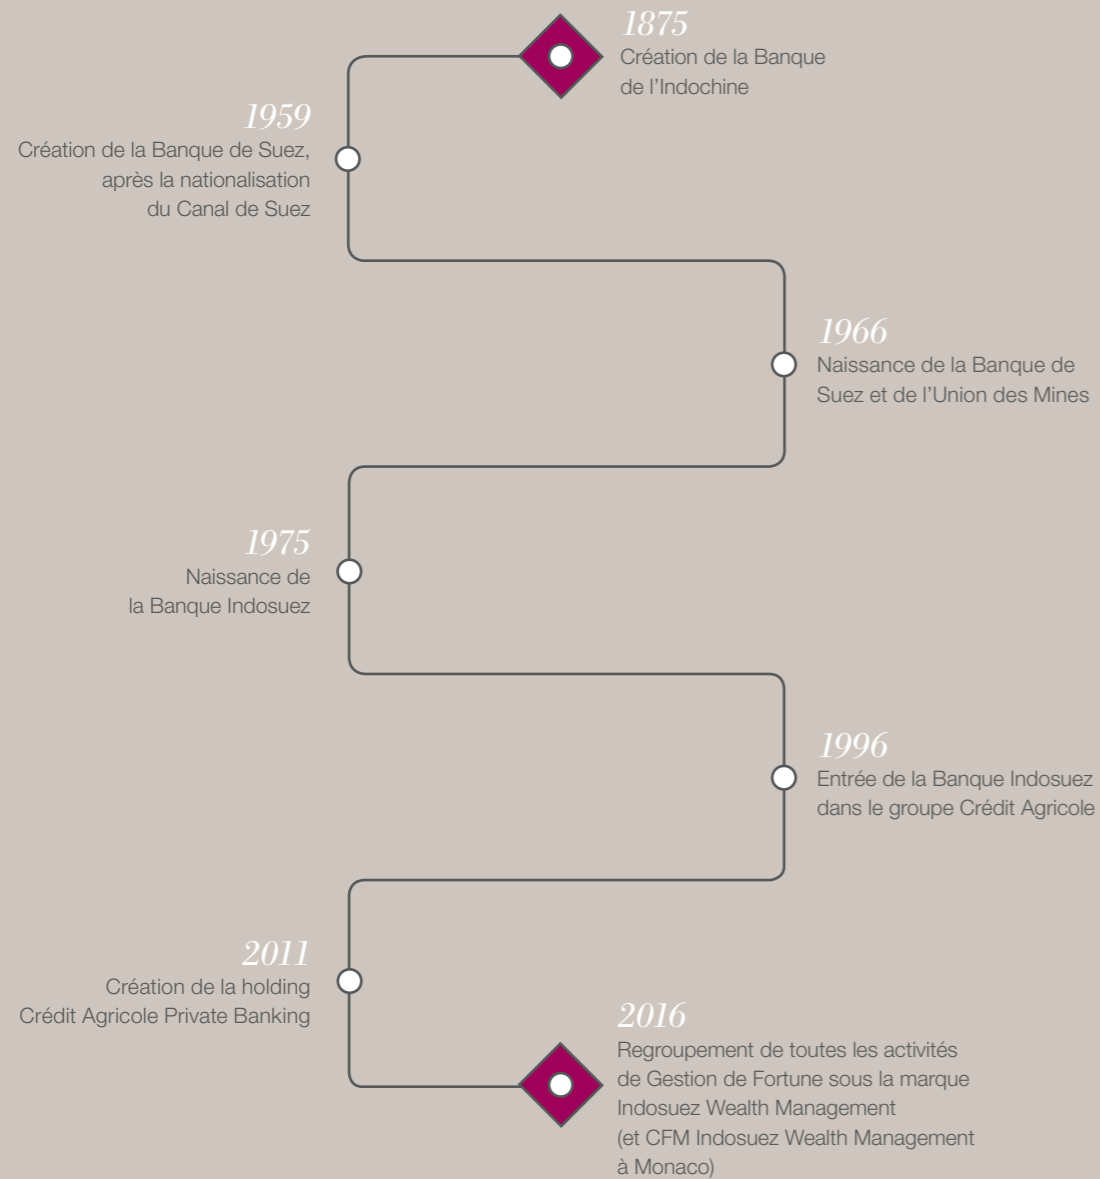 1875
Création de la Banque
de l’Indochine
1959
Création de la Banque de Suez,
après la nationalisation
du Canal de Suez
1966
Naissance de la Banque de
Suez et de l’Union des Mines
1975
Naissance de
la Banque Indosuez
1996
Entrée de la Banque Indosuez
dans le groupe Crédit Agricole
2011
Création de la holding
Crédit Agricole Private Banking
2016
Regroupement de toutes les activités
de Gestion de Fortune sous la marque
Indosuez Wealth Management
(et CFM Indosuez Wealth Management
à Monaco)